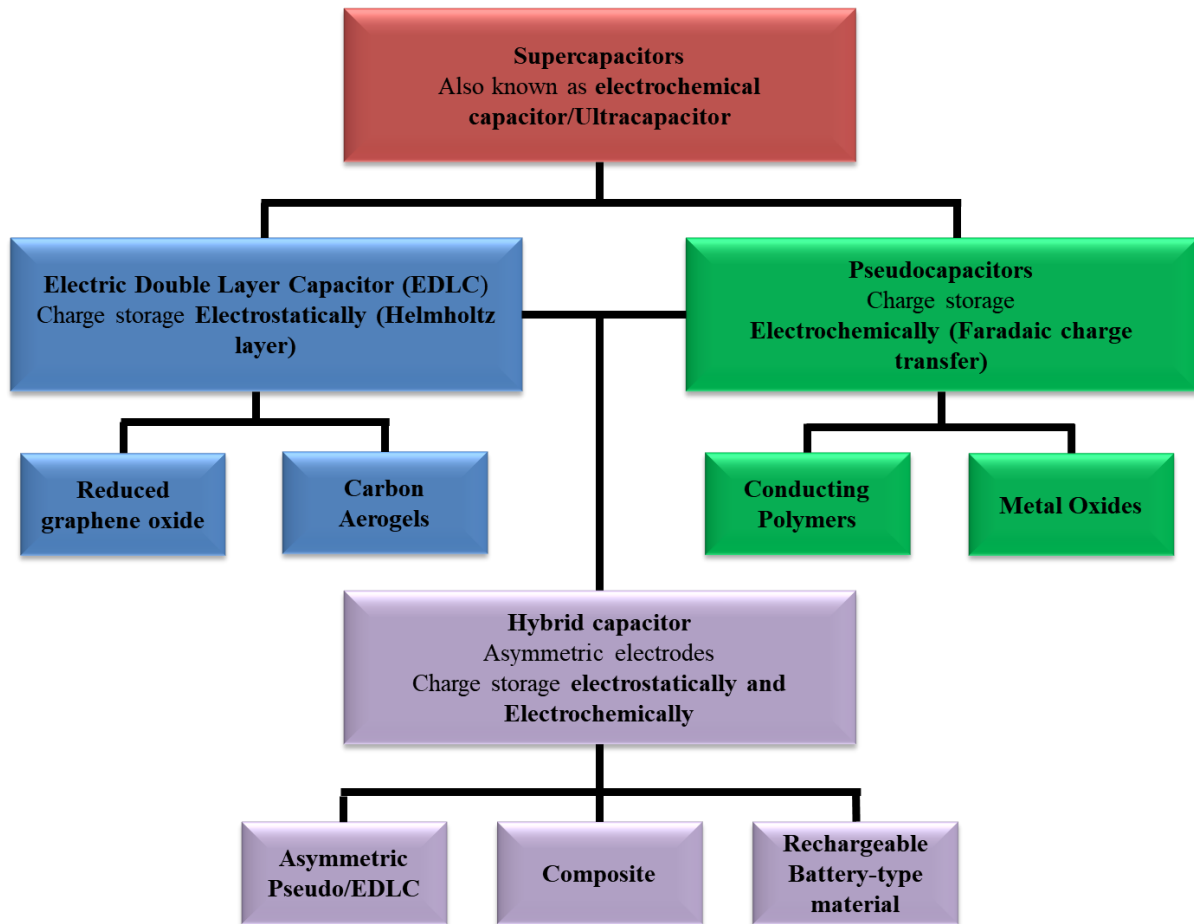 Supercapacitors
Also known as electrochemical
capacitor/Ultracapacitor
Electric Double Layer Capacitor (EDLC)
Charge storage Electrostatically (Helmholtz
layer)
Pseudocapacitors
Charge storage
Electrochemically (Faradaic charge
transfer)
Reduced
graphene oxide
Carbon
Aerogels
Conducting
Polymers
Metal Oxides
Hybrid capacitor
Asymmetric electrodes
Charge storage electrostatically and
Electrochemically
Asymmetric
Pseudo/EDLC
Composite
Rechargeable
Battery-type
material